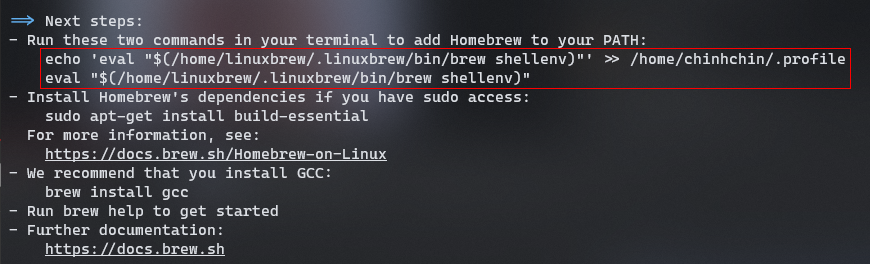 ==> Next steps:
- Run these two commands in your terminal to add Homebrew to your PATH:
echo 'eval "$(/home/linuxbrew/.linuxbrew/bin/brew shellenv)"' >> /home/chinhchin/.profile
eval "$(/home/linuxbrew/.linuxbrew/bin/brew shellenv)"
- Install Homebrew's dependencies if you have sudo access:
sudo apt-get install build-essential
For more information, see:
https://docs.brew.sh/Homebrew-on-Linux
- We recommend that you install GCC:
brew install gcc
- Run brew help to get started
- Further documentation:
https://docs.brew.sh